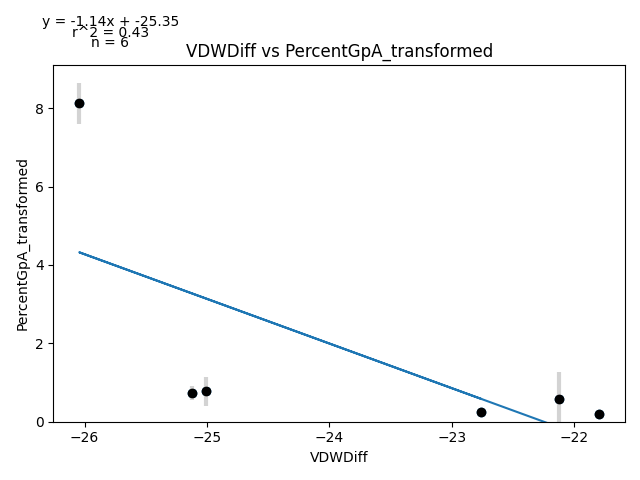 y = -1.14x + -25.35
r^2 = 0.43
n = 6
VDWDiff vs PercentGpA_transformed
PercentGpA_transformed
8
6
4
2
0
−26
−25
−24
−23
−22
VDWDiff